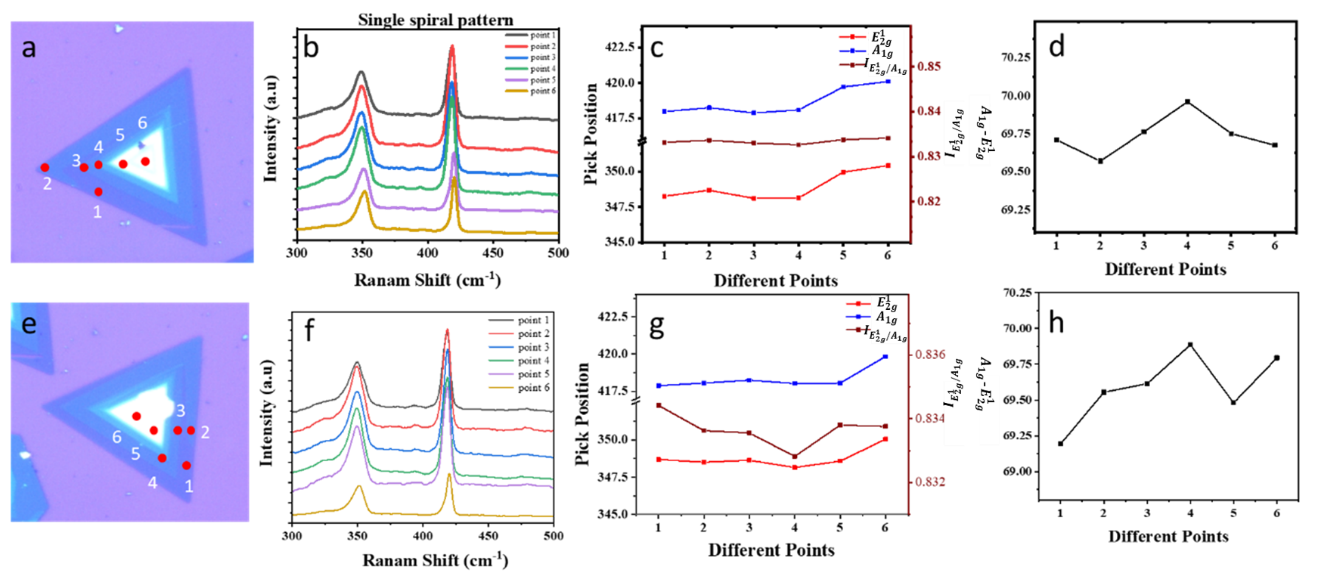 Single spiral pattern
a
1
2
3
4
5
6
b
Intensity (a.u)
point 1
point 2
point 3
point 4
point 5
point 6
300 350 400 450 500
Ranam Shift (cm⁻¹)
c
Pick Position
422.5
420.0
417.5
350.0
347.5
345.0
E¹₂g
A₁g
I E¹₂g/A₁g
0.85
0.84
0.83
0.82
I E¹₂g/A₁g
1 2 3 4 5 6
Different Points
d
A₁g-E¹₂g
70.25
70.00
69.75
69.50
69.25
1 2 3 4 5 6
Different Points
e
1
2
3
4
5
6
f
Intensity (a.u)
point 1
point 2
point 3
point 4
point 5
point 6
300 350 400 450 500
Ranam Shift (cm⁻¹)
g
Pick Position
422.5
420.0
417.5
350.0
347.5
345.0
E¹₂g
A₁g
I E¹₂g/A₁g
0.836
0.834
0.832
I E¹₂g/A₁g
1 2 3 4 5 6
Different Points
h
A₁g-E¹₂g
70.25
70.00
69.75
69.50
69.25
69.00
1 2 3 4 5 6
Different Points